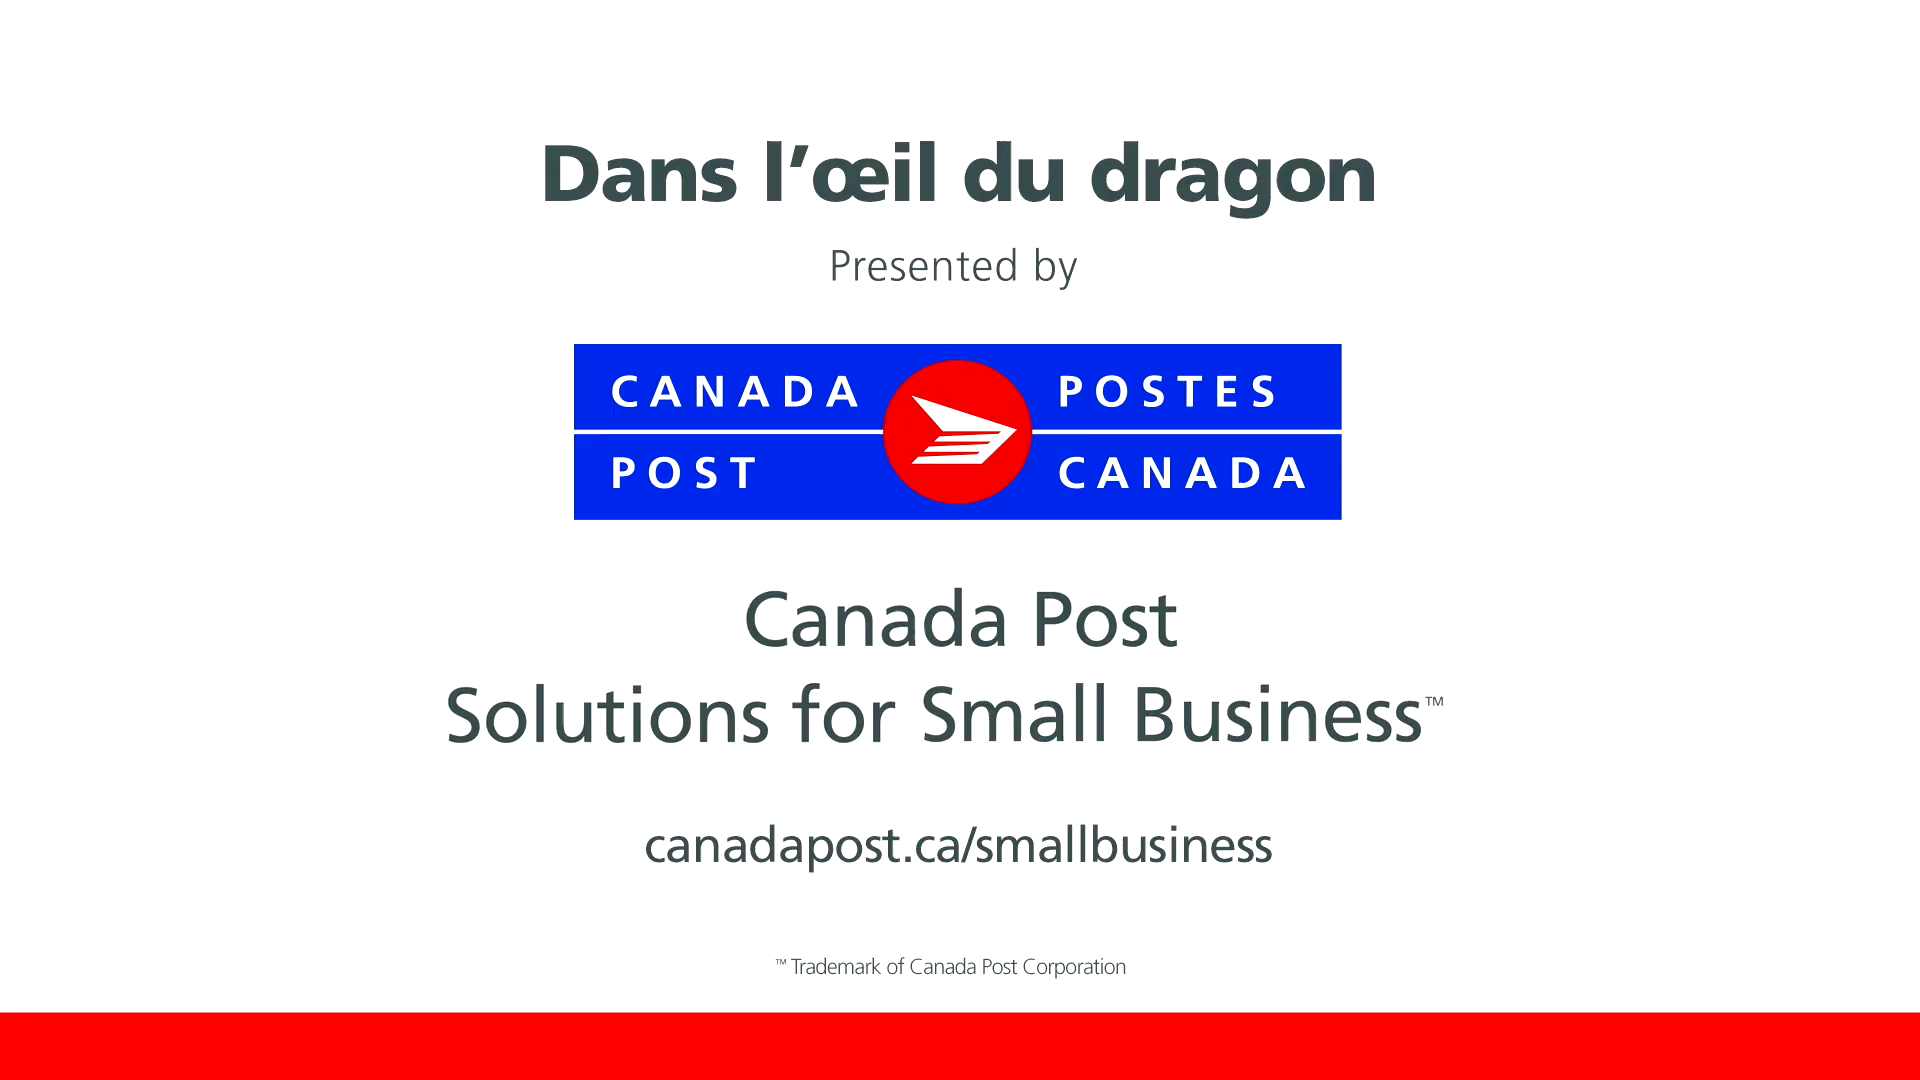 Dans l’œil du dragon
Presented by
CANADA POSTES
POST CANADA
Canada Post
Solutions for Small Business™
canadapost.ca/smallbusiness
™ Trademark of Canada Post Corporation